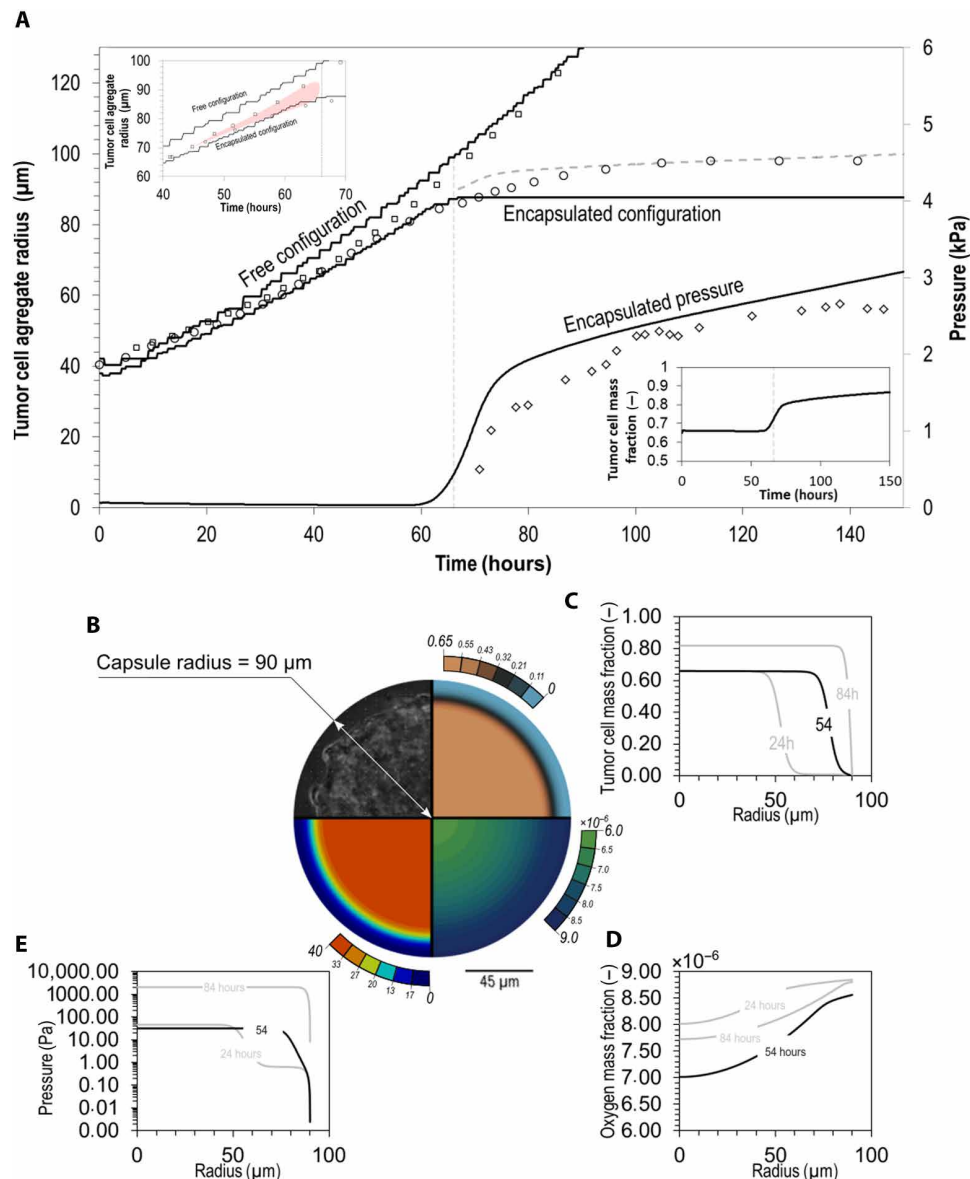 A
Tumor cell aggregate radius (µm)
120
100
80
60
40
20
0
0
20
40
60
80
100
120
140
Time (hours)
Pressure (kPa)
6
5
4
3
2
1
0
Free configuration
Encapsulated configuration
Encapsulated pressure
Tumor cell aggregate
radius (µm)
100
90
80
70
60
40
50
60
70
Time (hours)
Free configuration
Encapsulated configuration
Tumor cell mass
fraction (–)
1
0.9
0.8
0.7
0.6
0.5
0
50
100
150
Time (hours)
B
Capsule radius = 90 µm
0.65
0.55
0.43
0.32
0.21
0.11
0
×10⁻⁶
6.0
6.5
7.0
7.5
8.0
8.5
9.0
40
33
27
20
13
17
0
45 µm
C
Tumor cell mass fraction (–)
1.00
0.80
0.60
0.40
0.20
0.00
0
50
100
Radius (µm)
84h
54
24h
E
Pressure (Pa)
10,000.00
1000.00
100.00
10.00
1.00
0.10
0.01
0.00
0
50
100
Radius (µm)
84 hours
54
24 hours
D
×10⁻⁶
Oxygen mass fraction (–)
9.00
8.50
8.00
7.50
7.00
6.50
6.00
0
50
100
Radius (µm)
24 hours
84 hours
54 hours